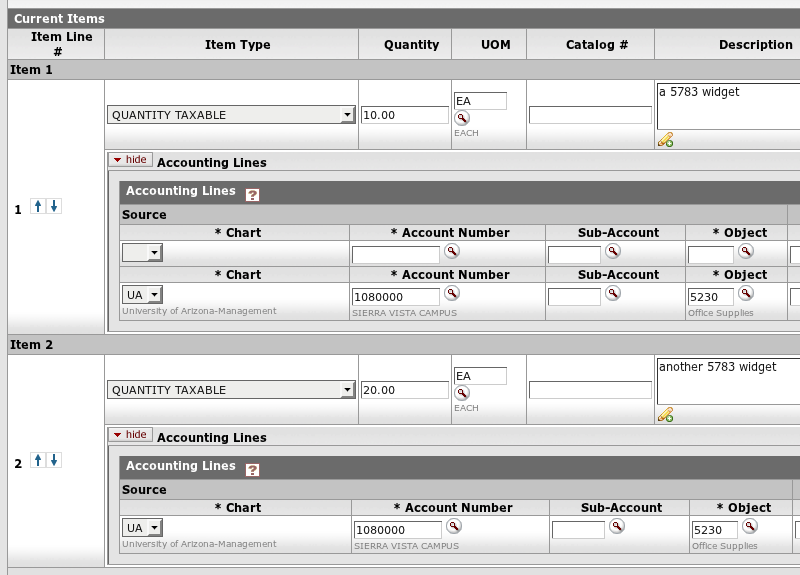 Current Items
Item Line # Item Type Quantity UOM Catalog # Description
Item 1
QUANTITY TAXABLE 10.00 EA a 5783 widget
EACH
hide Accounting Lines
Accounting Lines ?
1
Source
* Chart * Account Number Sub-Account * Object
* Chart * Account Number Sub-Account * Object
UA 1080000 5230
University of Arizona-Management SIERRA VISTA CAMPUS Office Supplies
Item 2
QUANTITY TAXABLE 20.00 EA another 5783 widget
EACH
hide Accounting Lines
2
Accounting Lines ?
Source
* Chart * Account Number Sub-Account * Object
UA 1080000 5230
University of Arizona-Management SIERRA VISTA CAMPUS Office Supplies